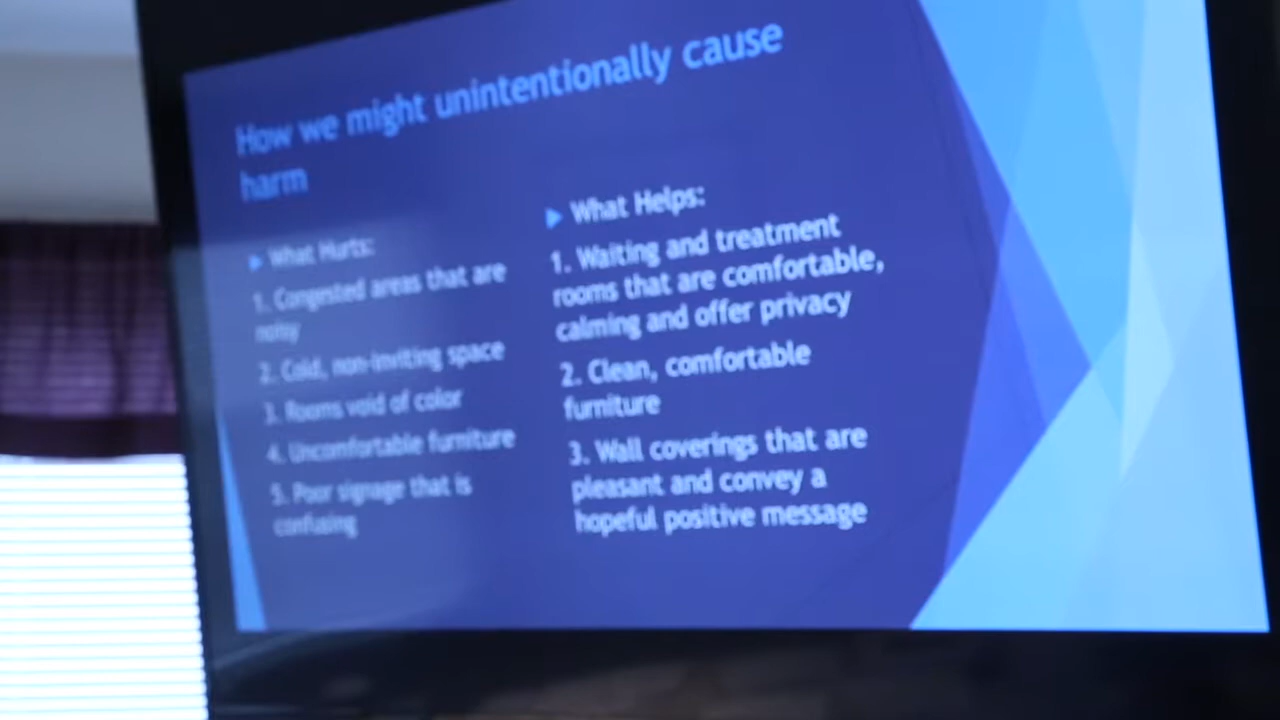 How we might unintentionally cause
harm
What Hurts:
1. Congested areas that are
noisy
2. Cold, non-inviting space
3. Rooms void of color
4. Uncomfortable furniture
5. Poor signage that is
confusing
What Helps:
1. Waiting and treatment
rooms that are comfortable,
calming and offer privacy
2. Clean, comfortable
furniture
3. Wall coverings that are
pleasant and convey a
hopeful positive message